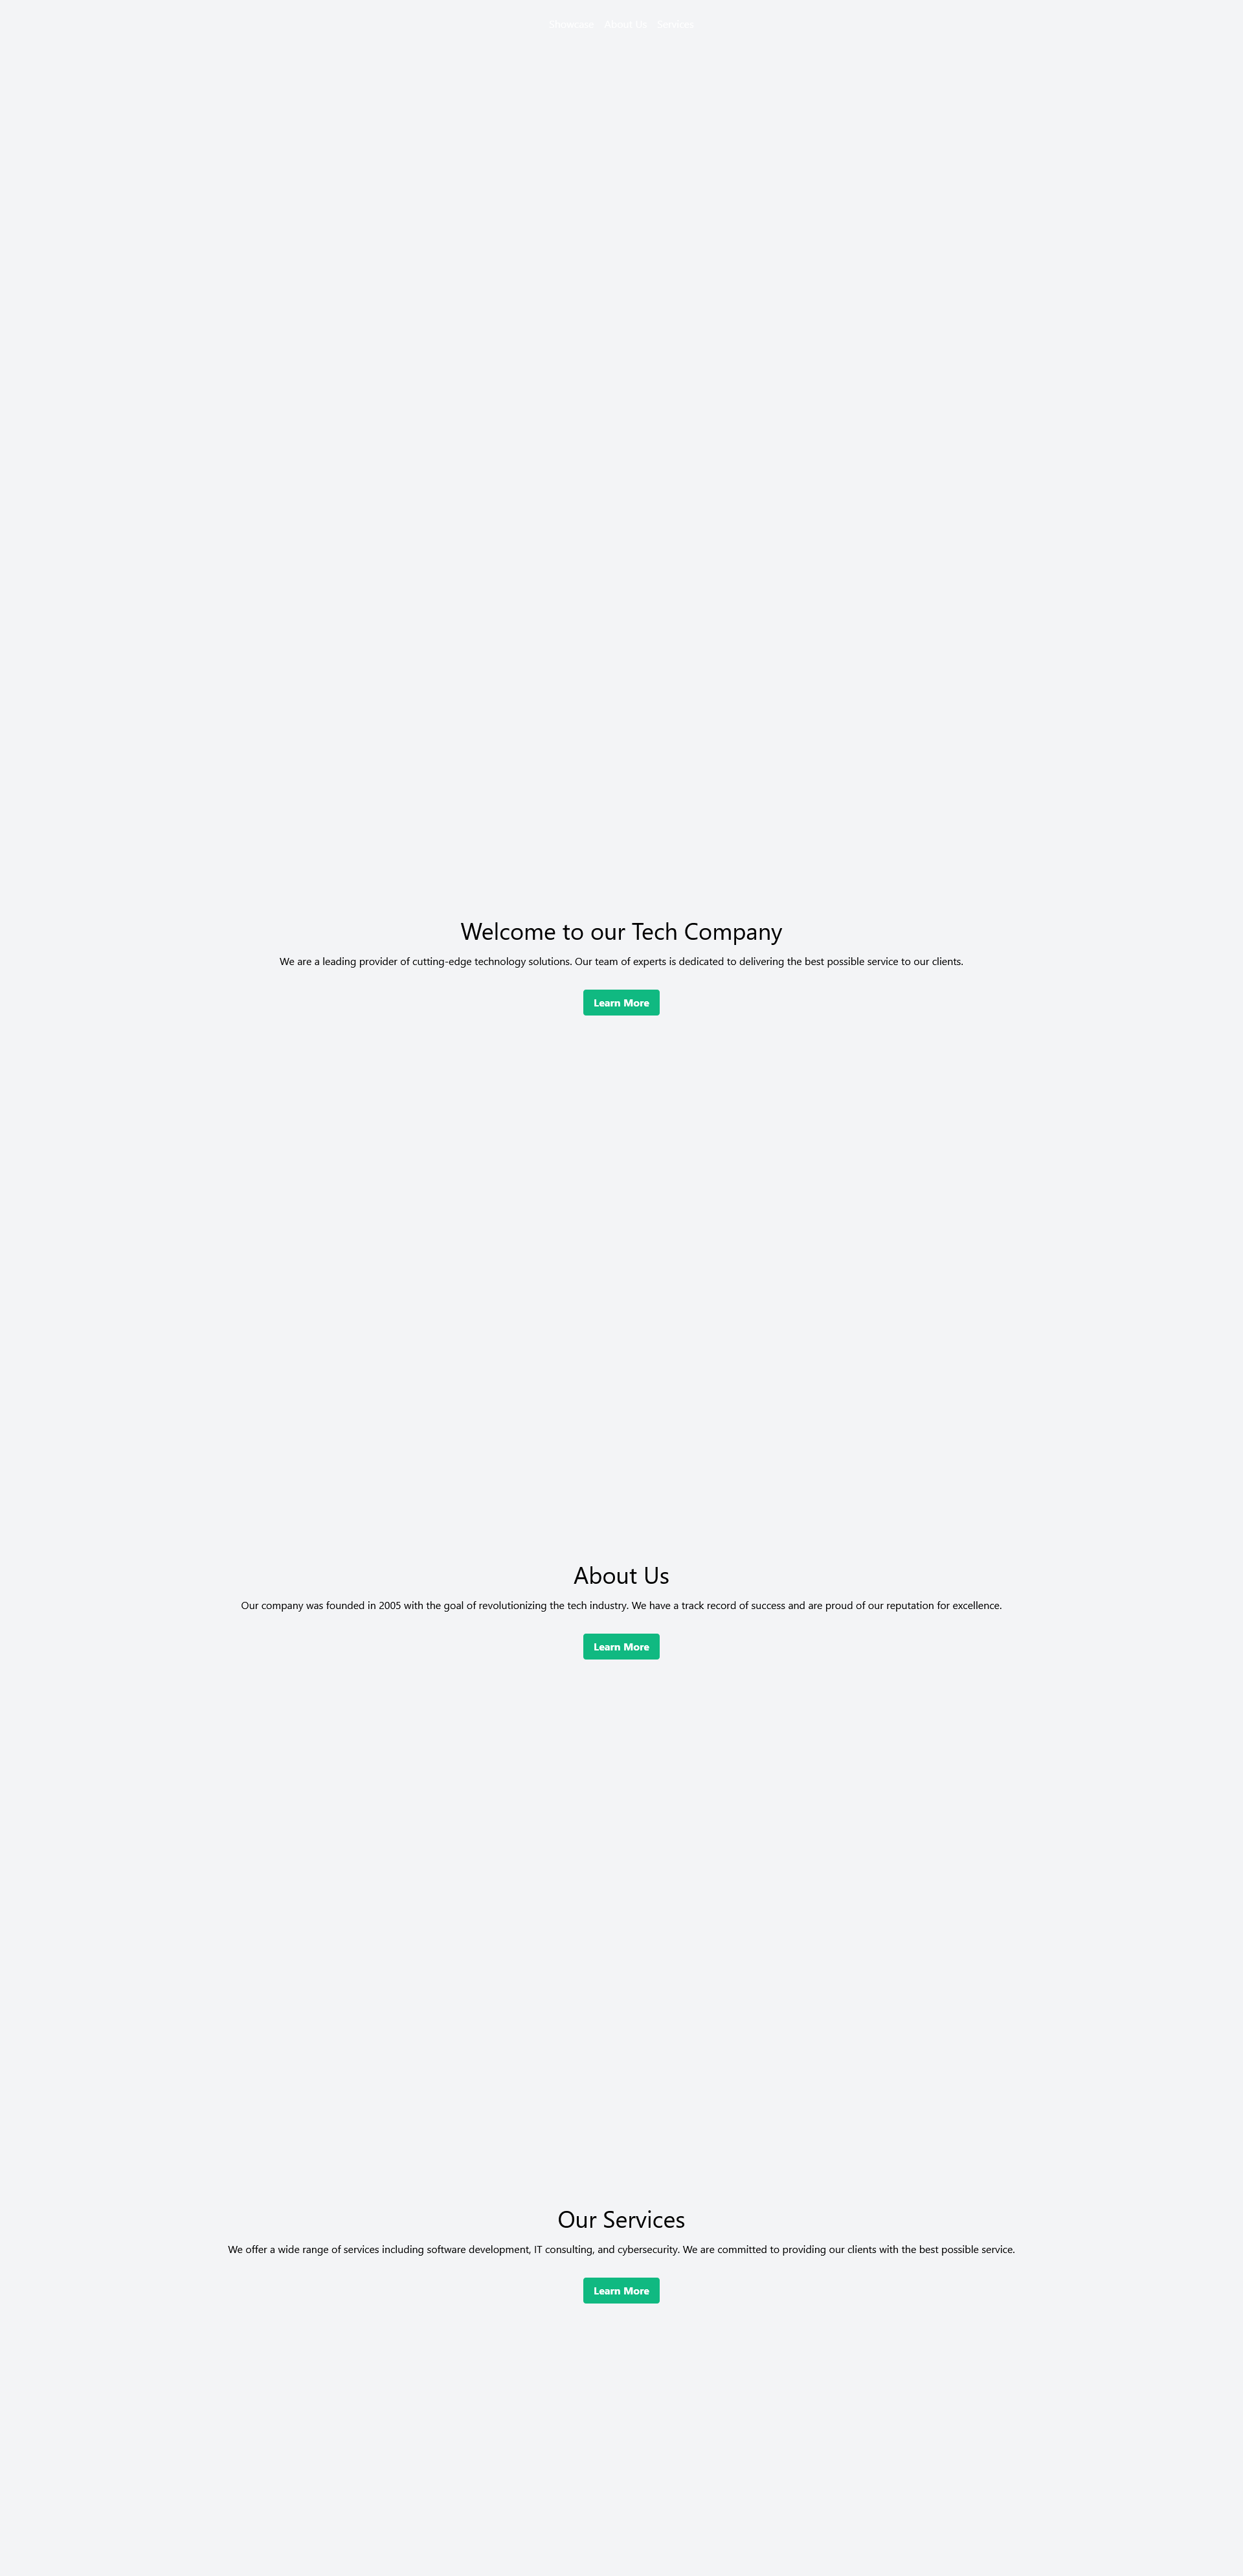 Showcase About Us Services
Welcome to our Tech Company
We are a leading provider of cutting-edge technology solutions. Our team of experts is dedicated to delivering the best possible service to our clients.
Learn More
About Us
Our company was founded in 2005 with the goal of revolutionizing the tech industry. We have a track record of success and are proud of our reputation for excellence.
Learn More
Our Services
We offer a wide range of services including software development, IT consulting, and cybersecurity. We are committed to providing our clients with the best possible service.
Learn More